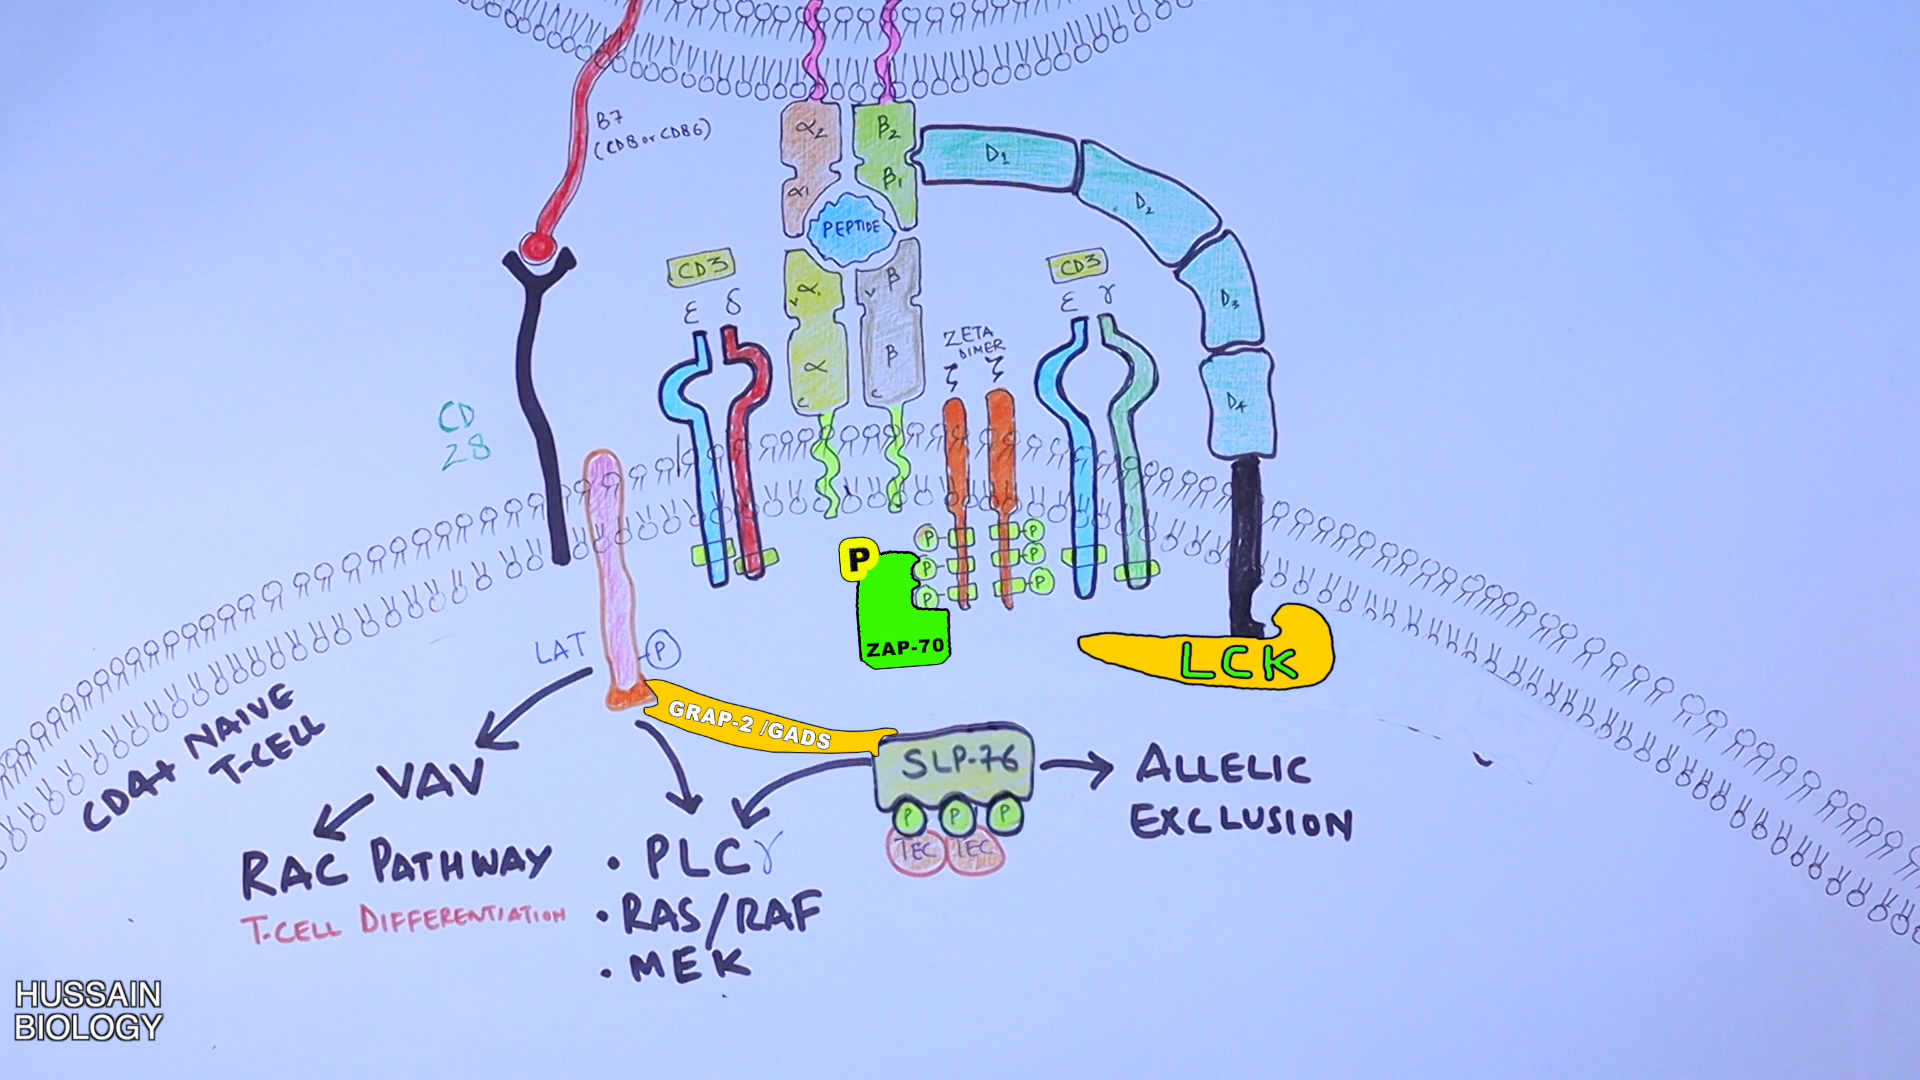 B7
(CD8 or CD86)
α2
β2
α1
β1
D1
D2
D3
D4
PEPTIDE
CD3
ε δ
CD3
ε γ
V α
V β
α
C
β
C
ZETA
DIMER
ζ ζ
CD
28
P
P
P
P
P
P
P
ZAP-70
LCK
LAT
P
GRAP-2 /GADS
SLP-76
P P P
TEC TEC
ALLELIC
EXCLUSION
CD4+ NAIVE
T-CELL
VAV
RAC PATHWAY
T-CELL DIFFERENTIATION
• PLCγ
• RAS/RAF
• MEK
HUSSAIN
BIOLOGY